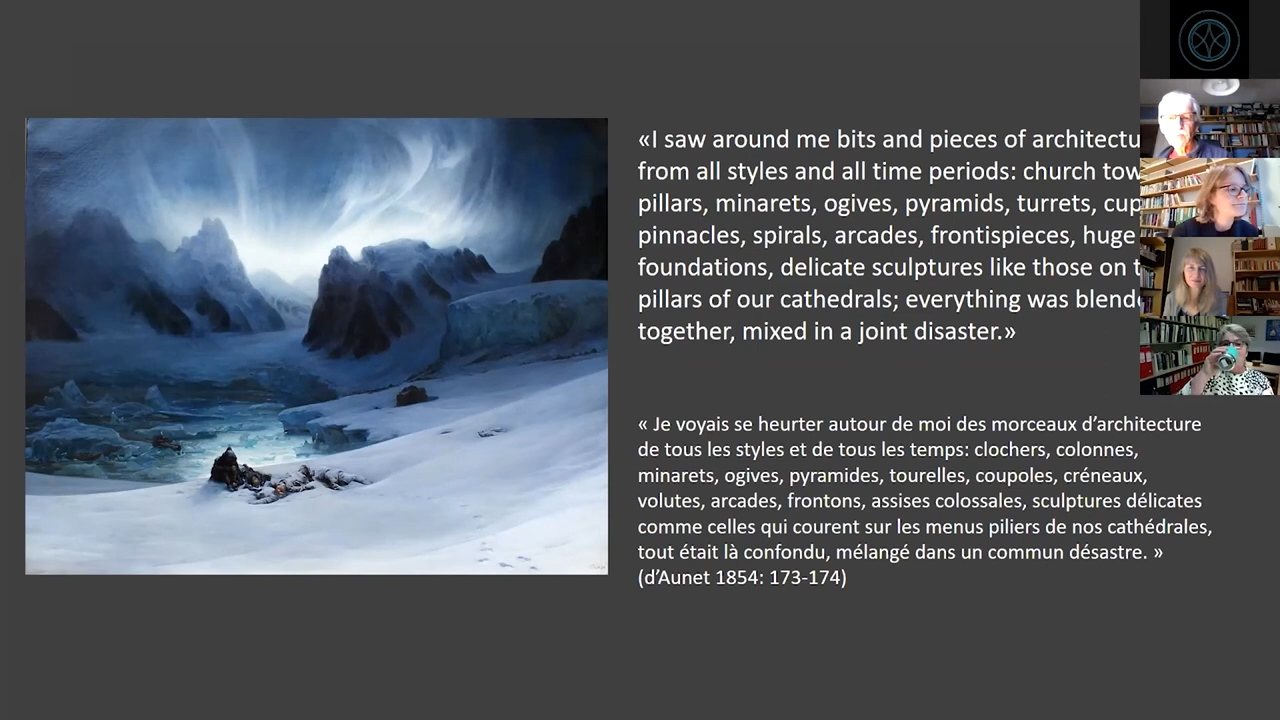 «I saw around me bits and pieces of architectu
from all styles and all time periods: church tow
pillars, minarets, ogives, pyramids, turrets, cup
pinnacles, spirals, arcades, frontispieces, huge
foundations, delicate sculptures like those on t
pillars of our cathedrals; everything was blende
together, mixed in a joint disaster.»
« Je voyais se heurter autour de moi des morceaux d’architecture
de tous les styles et de tous les temps: clochers, colonnes,
minarets, ogives, pyramides, tourelles, coupoles, créneaux,
volutes, arcades, frontons, assises colossales, sculptures délicates
comme celles qui courent sur les menus piliers de nos cathédrales,
tout était là confondu, mélangé dans un commun désastre. »
(d’Aunet 1854: 173-174)